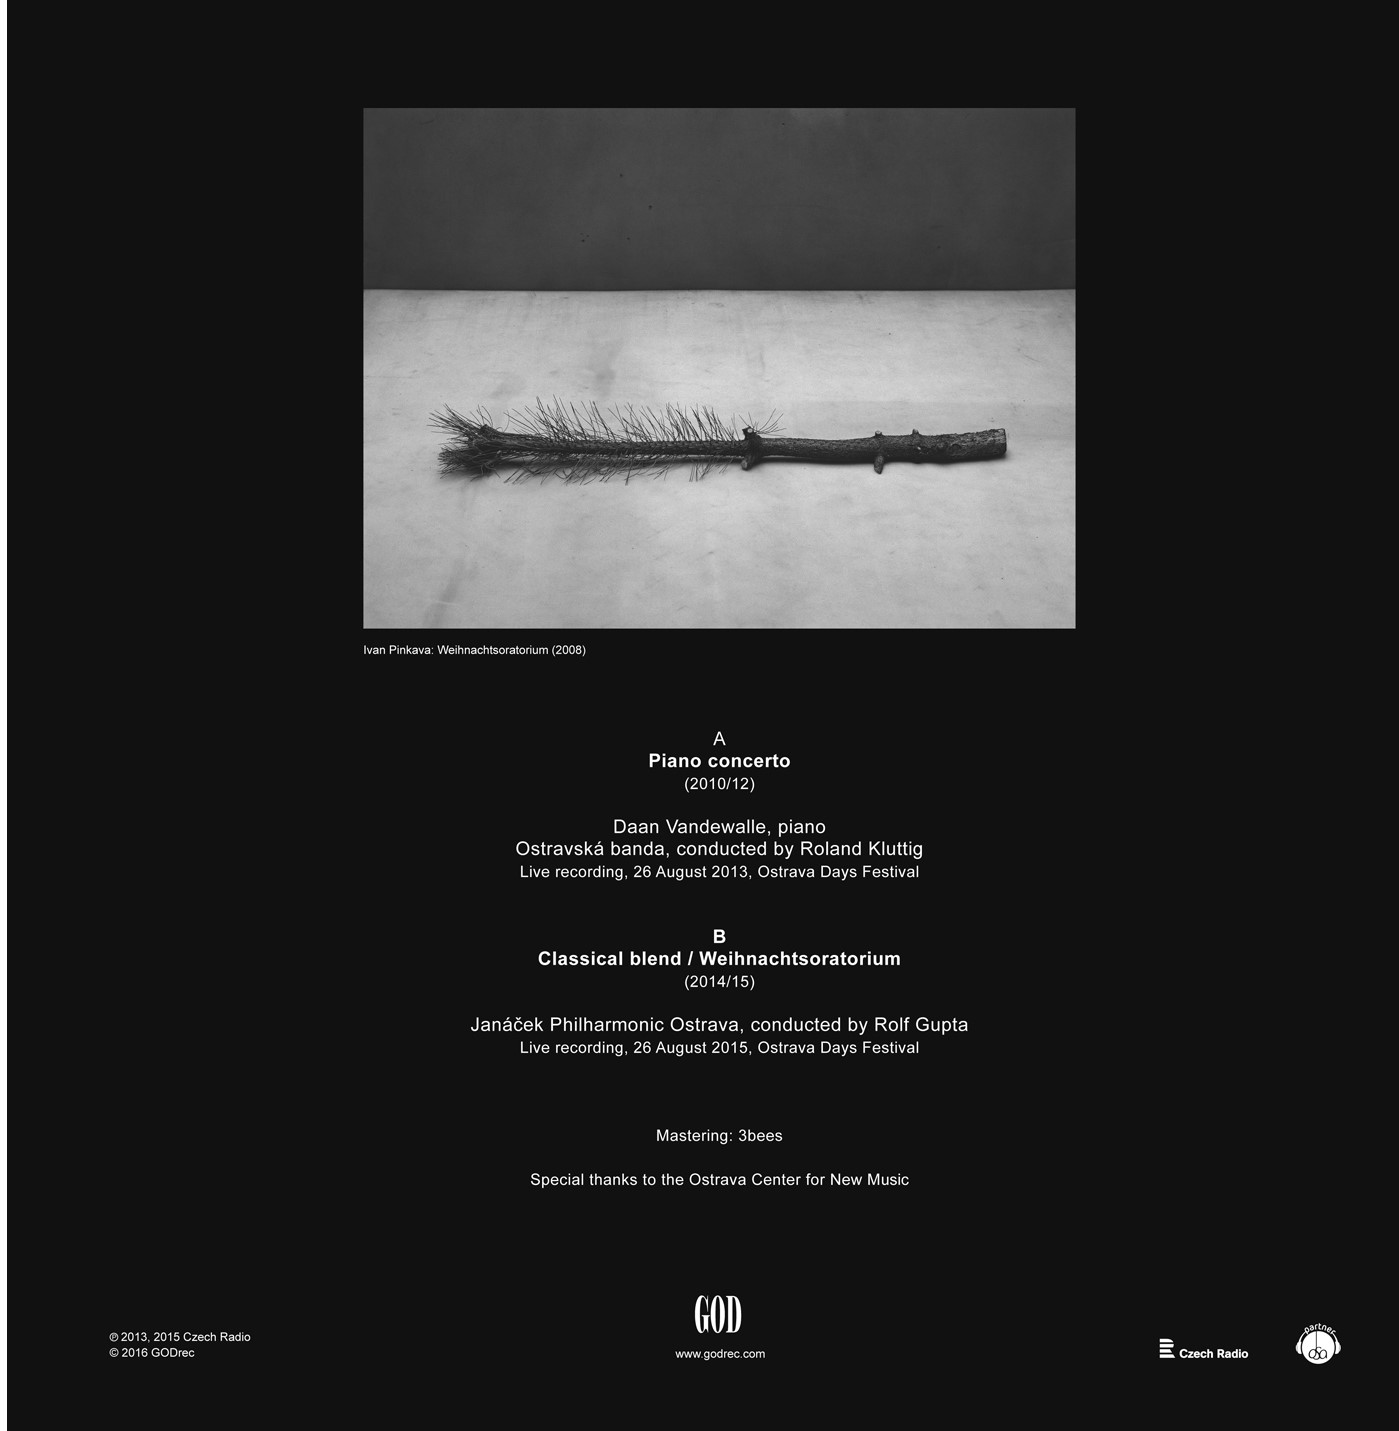 Ivan Pinkava: Weihnachtsoratorium (2008)
A
Piano concerto
(2010/12)
Daan Vandewalle, piano
Ostravská banda, conducted by Roland Kluttig
Live recording, 26 August 2013, Ostrava Days Festival
B
Classical blend / Weihnachtsoratorium
(2014/15)
Janáček Philharmonic Ostrava, conducted by Rolf Gupta
Live recording, 26 August 2015, Ostrava Days Festival
Mastering: 3bees
Special thanks to the Ostrava Center for New Music
℗ 2013, 2015 Czech Radio
© 2016 GODrec
GOD
www.godrec.com
Czech Radio
partner
osa